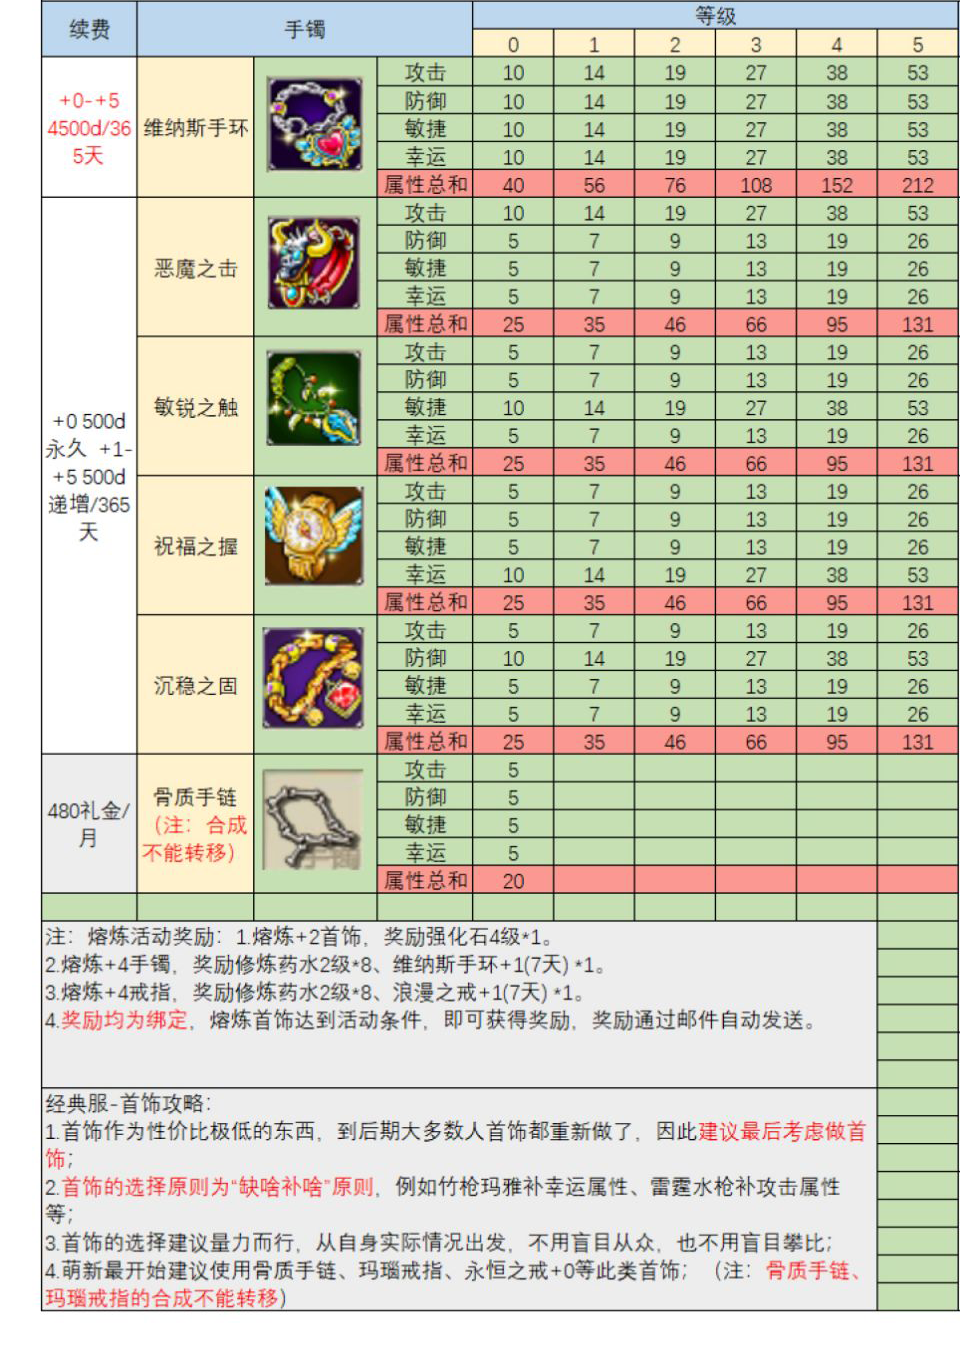 续费 手镯 等级
0 1 2 3 4 5
+0-+5
4500d/36
5天
维纳斯手环
攻击 10 14 19 27 38 53
防御 10 14 19 27 38 53
敏捷 10 14 19 27 38 53
幸运 10 14 19 27 38 53
属性总和 40 56 76 108 152 212
+0 500d
永久 +1-
+5 500d
递增/365
天
恶魔之击
攻击 10 14 19 27 38 53
防御 5 7 9 13 19 26
敏捷 5 7 9 13 19 26
幸运 5 7 9 13 19 26
属性总和 25 35 46 66 95 131
敏锐之触
攻击 5 7 9 13 19 26
防御 5 7 9 13 19 26
敏捷 10 14 19 27 38 53
幸运 5 7 9 13 19 26
属性总和 25 35 46 66 95 131
祝福之握
攻击 5 7 9 13 19 26
防御 5 7 9 13 19 26
敏捷 5 7 9 13 19 26
幸运 10 14 19 27 38 53
属性总和 25 35 46 66 95 131
沉稳之固
攻击 5 7 9 13 19 26
防御 10 14 19 27 38 53
敏捷 5 7 9 13 19 26
幸运 5 7 9 13 19 26
属性总和 25 35 46 66 95 131
480礼金/
月
骨质手链
（注：合成
不能转移）
攻击 5
防御 5
敏捷 5
幸运 5
属性总和 20
注：熔炼活动奖励：1.熔炼+2首饰，奖励强化石4级*1。
2.熔炼+4手镯，奖励修炼药水2级*8、维纳斯手环+1(7天) *1。
3.熔炼+4戒指，奖励修炼药水2级*8、浪漫之戒+1(7天) *1。
4.奖励均为绑定，熔炼首饰达到活动条件，即可获得奖励，奖励通过邮件自动发送。
经典服-首饰攻略：
1.首饰作为性价比极低的东西，到后期大多数人首饰都重新做了，因此建议最后考虑做首
饰；
2.首饰的选择原则为“缺啥补啥”原则，例如竹枪玛雅补幸运属性、雷霆水枪补攻击属性
等；
3.首饰的选择建议量力而行，从自身实际情况出发，不用盲目从众，也不用盲目攀比；
4.萌新最开始建议使用骨质手链、玛瑙戒指、永恒之戒+0等此类首饰；（注：骨质手链、
玛瑙戒指的合成不能转移）